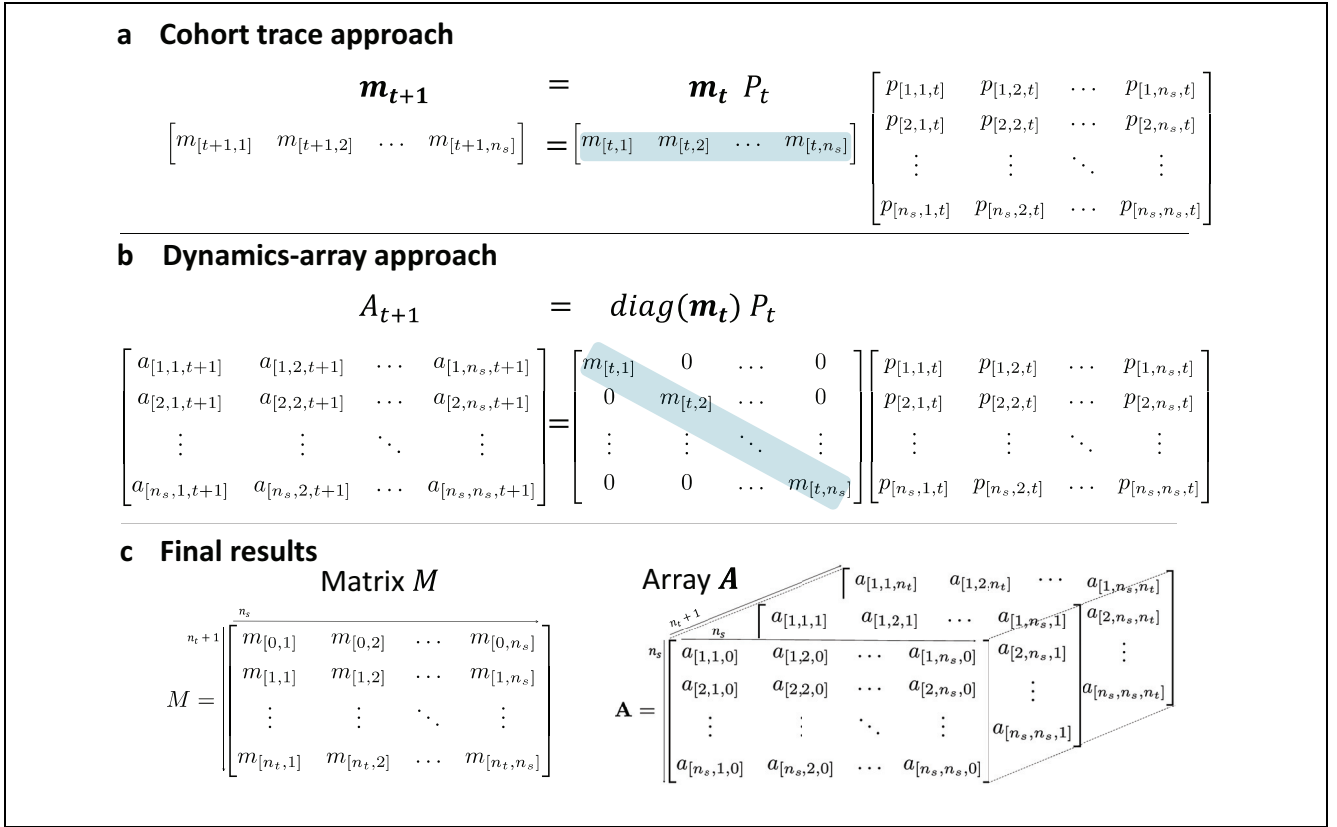 a Cohort trace approach
m_{t+1} = m_t P_t
[m_{[t+1,1]} m_{[t+1,2]} ⋯ m_{[t+1,n_s]}] = [m_{[t,1]} m_{[t,2]} ⋯ m_{[t,n_s]}]
p_{[1,1,t]} p_{[1,2,t]} ⋯ p_{[1,n_s,t]}
p_{[2,1,t]} p_{[2,2,t]} ⋯ p_{[2,n_s,t]}
⋮ ⋮ ⋱ ⋮
p_{[n_s,1,t]} p_{[n_s,2,t]} ⋯ p_{[n_s,n_s,t]}
b Dynamics-array approach
A_{t+1} = diag(m_t) P_t
a_{[1,1,t+1]} a_{[1,2,t+1]} ⋯ a_{[1,n_s,t+1]} m_{[t,1]} 0 … 0 p_{[1,1,t]} p_{[1,2,t]} ⋯ p_{[1,n_s,t]}
a_{[2,1,t+1]} a_{[2,2,t+1]} ⋯ a_{[2,n_s,t+1]} = 0 m_{[t,2]} … 0 p_{[2,1,t]} p_{[2,2,t]} ⋯ p_{[2,n_s,t]}
⋮ ⋮ ⋱ ⋮ ⋮ ⋮ ⋱ ⋮ ⋮ ⋮ ⋱ ⋮
a_{[n_s,1,t+1]} a_{[n_s,2,t+1]} … a_{[n_s,n_s,t+1]} 0 0 … m_{[t,n_s]} p_{[n_s,1,t]} p_{[n_s,2,t]} ⋯ p_{[n_s,n_s,t]}
c Final results
Matrix M
n_s
n_t + 1
m_{[0,1]} m_{[0,2]} … m_{[0,n_s]}
m_{[1,1]} m_{[1,2]} … m_{[1,n_s]}
M =
⋮ ⋮ ⋱ ⋮
m_{[n_t,1]} m_{[n_t,2]} … m_{[n_t,n_s]}
Array A
n_t + 1
n_s
n_s
a_{[1,1,n_t]} a_{[1,2,n_t]} ⋯ a_{[1,n_s,n_t]}
a_{[2,n_s,n_t]}
⋮
a_{[n_s,n_s,n_t]}
a_{[1,1,1]} a_{[1,2,1]} ⋯ a_{[1,n_s,1]}
a_{[2,n_s,1]}
⋮
a_{[n_s,n_s,1]}
a_{[1,1,0]} a_{[1,2,0]} ⋯ a_{[1,n_s,0]}
a_{[2,1,0]} a_{[2,2,0]} ⋯ a_{[2,n_s,0]}
A =
⋮ ⋮ ⋱ ⋮
a_{[n_s,1,0]} a_{[n_s,2,0]} ⋯ a_{[n_s,n_s,0]}